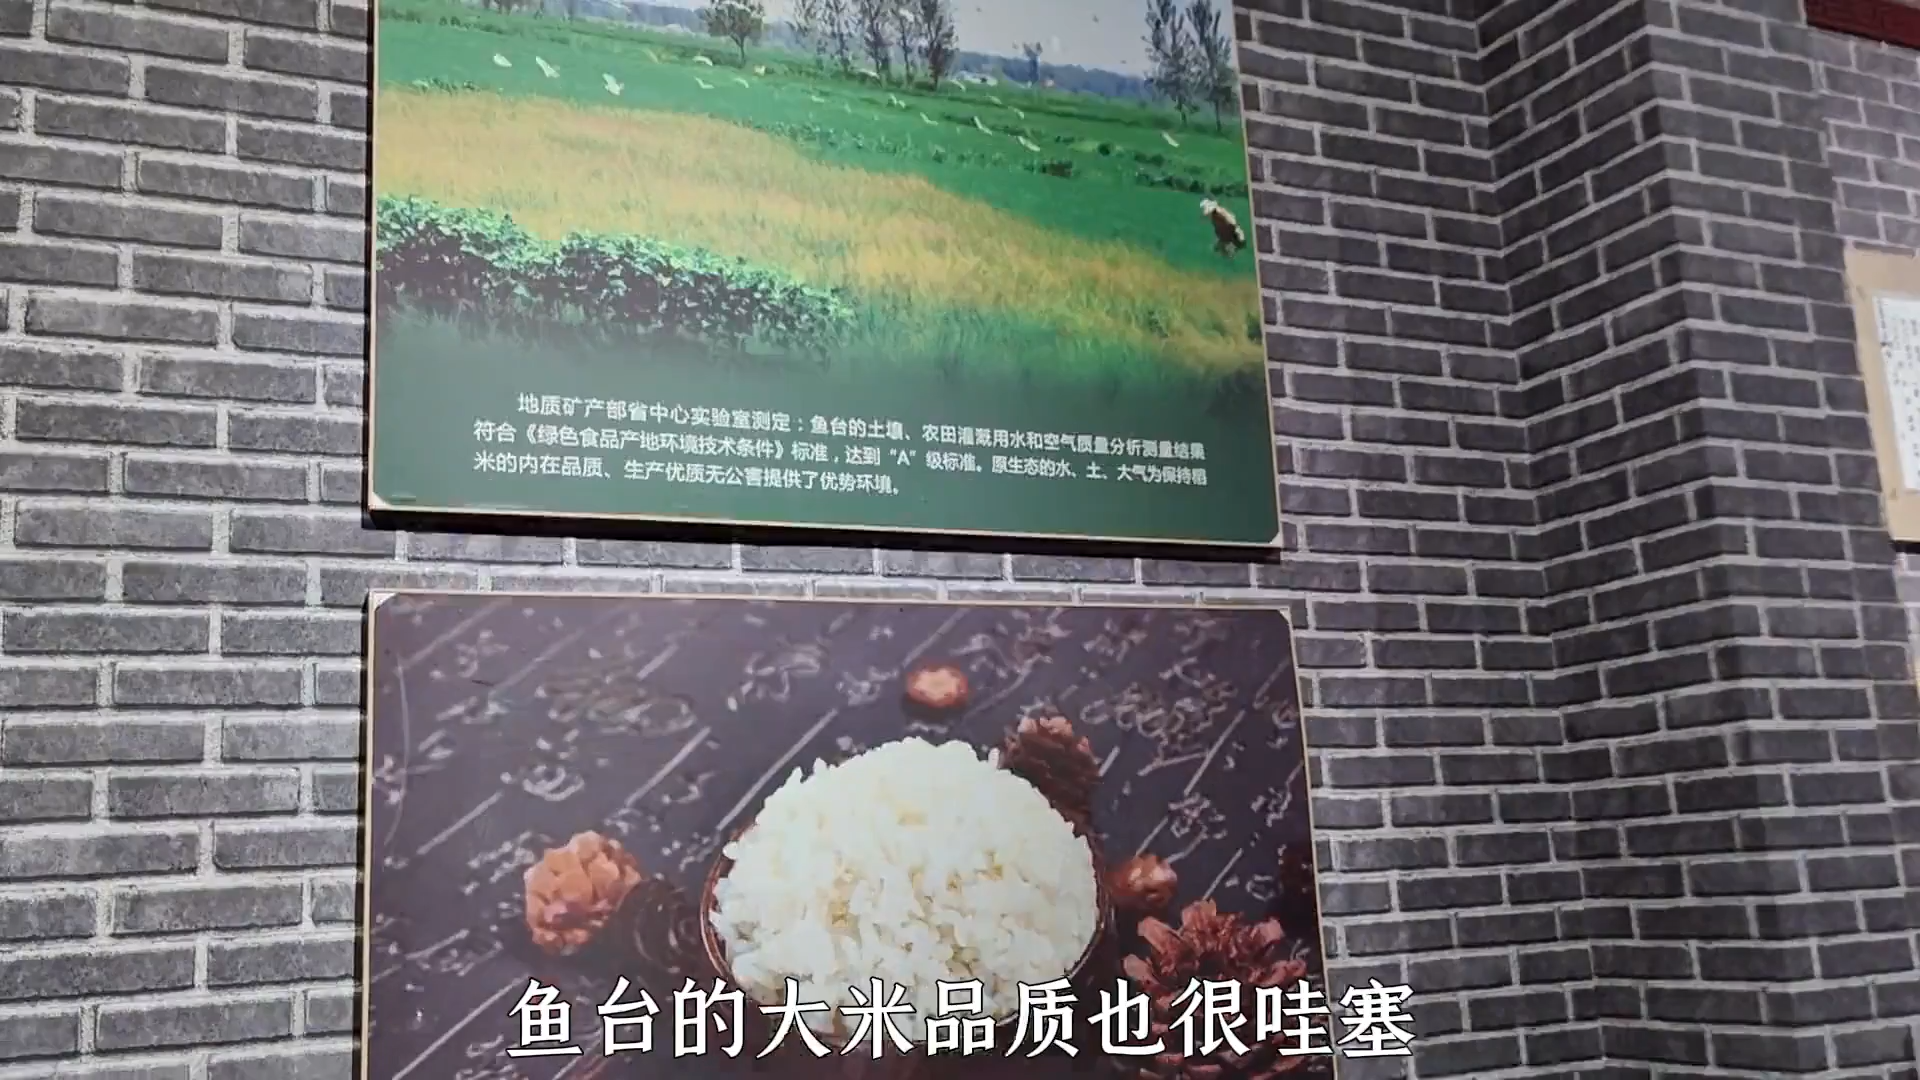 地质矿产部省中心实验室测定：鱼台的土壤、农田灌溉用水和空气质量分析测量结果
符合《绿色食品产地环境技术条件》标准，达到“A”级标准。原生态的水、土、大气为保持稻
米的内在品质、生产优质无公害提供了优势环境。
鱼台的大米品质也很哇塞